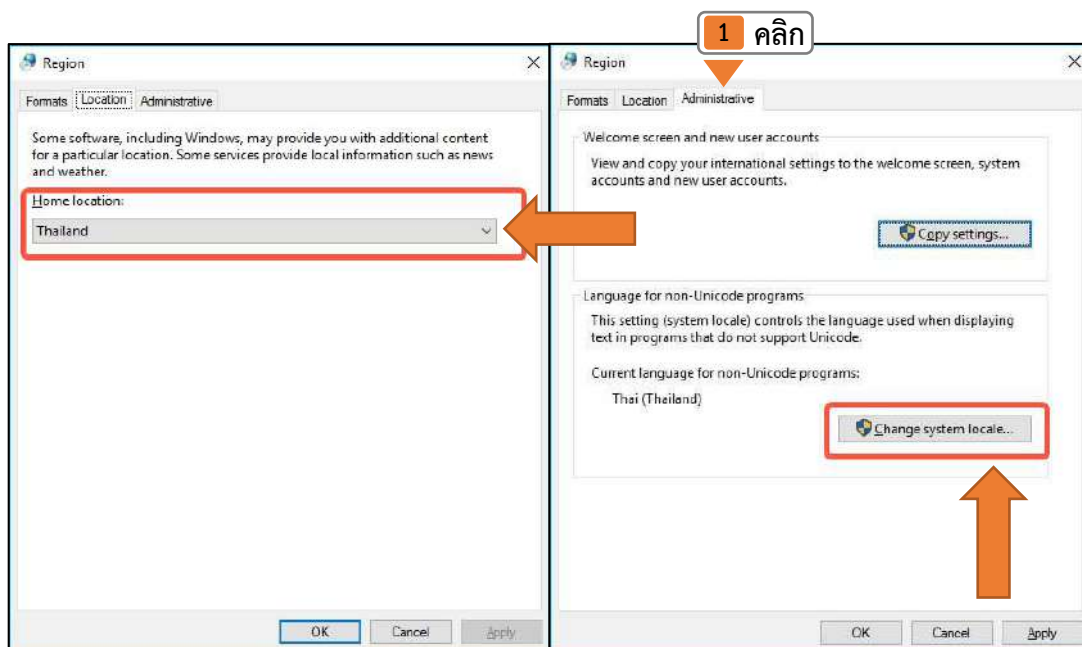 1 คลิก
Region
Formats Location Administrative
Some software, including Windows, may provide you with additional content
for a particular location. Some services provide local information such as news
and weather.
Home location:
Thailand
OK Cancel Apply
Region
Formats Location Administrative
Welcome screen and new user accounts
View and copy your international settings to the welcome screen, system
accounts and new user accounts.
Copy settings...
Language for non-Unicode programs
This setting (system locale) controls the language used when displaying
text in programs that do not support Unicode.
Current language for non-Unicode programs:
Thai (Thailand)
Change system locale...
OK Cancel Apply